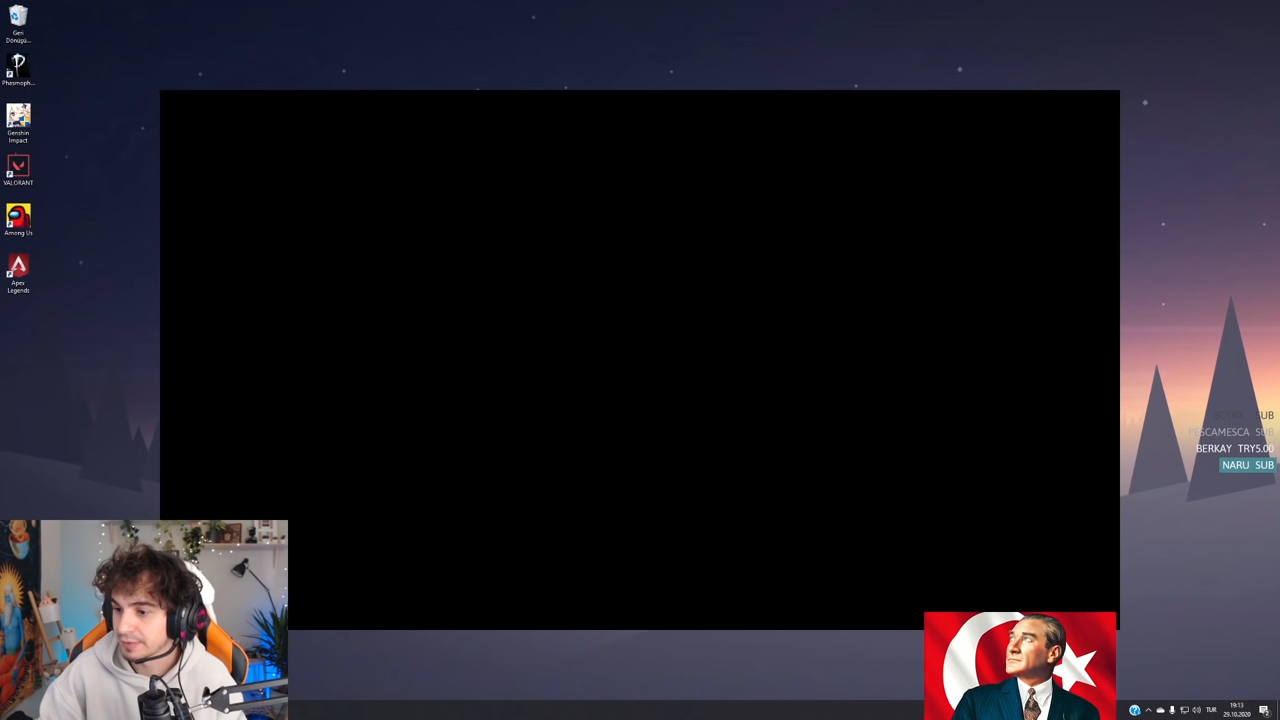 Geri
Dönüşü...
Phasmoph...
Genshin
Impact
VALORANT
Among Us
Apex
Legends
SUB
PESCAMESCA SUB
BERKAY TRY5.00
NARU SUB
TUR
19:13
29.10.2020